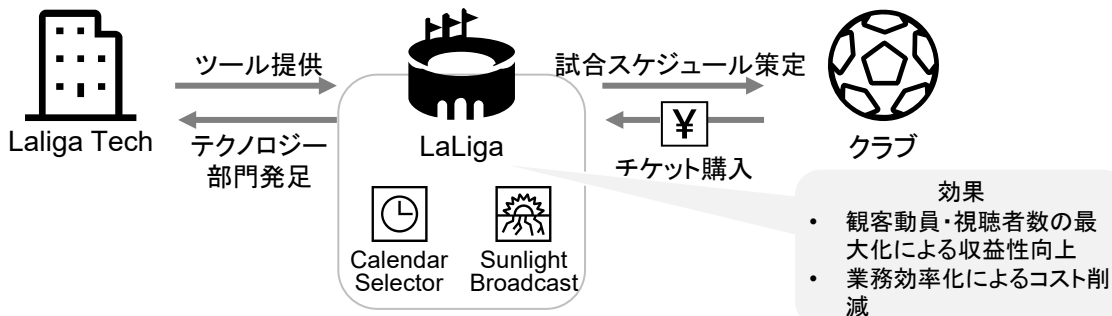 Laliga Tech
ツール提供
テクノロジー
部門発足
LaLiga
Calendar
Selector
Sunlight
Broadcast
試合スケジュール策定
¥
チケット購入
クラブ
効果
• 観客動員・視聴者数の最
大化による収益性向上
• 業務効率化によるコスト削
減